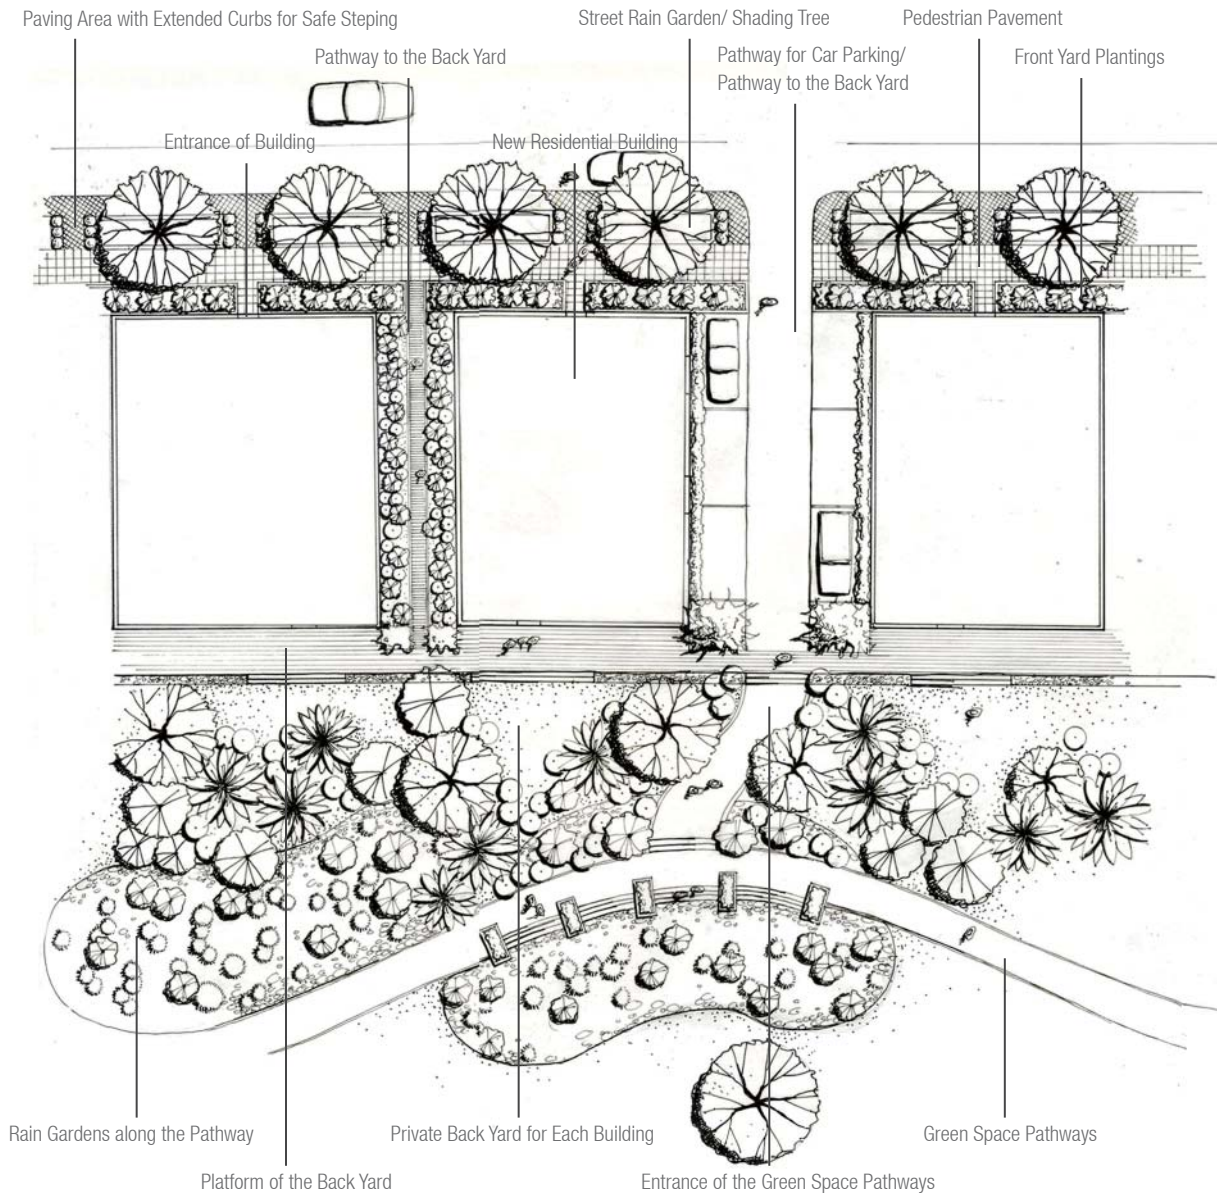 Paving Area with Extended Curbs for Safe Steping
Street Rain Garden/ Shading Tree
Pedestrian Pavement
Pathway to the Back Yard
Pathway for Car Parking/
Pathway to the Back Yard
Front Yard Plantings
Entrance of Building
New Residential Building
Rain Gardens along the Pathway
Private Back Yard for Each Building
Green Space Pathways
Platform of the Back Yard
Entrance of the Green Space Pathways